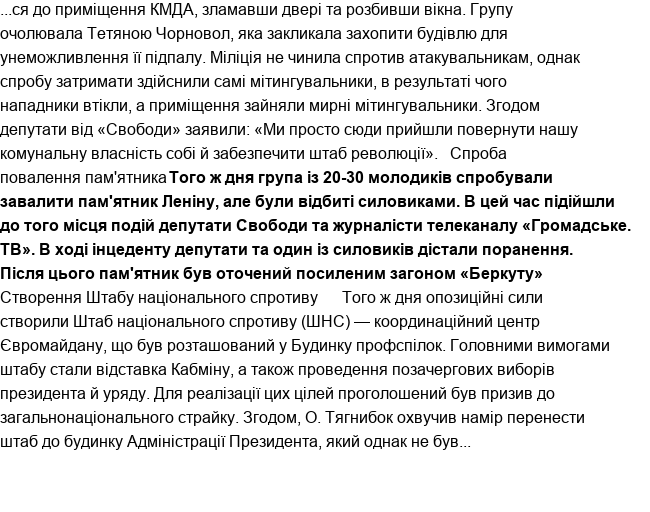 ...ся до приміщення КМДА, зламавши двері та розбивши вікна. Групу
очолювала Тетяною Чорновол, яка закликала захопити будівлю для
унеможливлення її підпалу. Міліція не чинила спротив атакувальникам, однак
спробу затримати здійснили самі мітингувальники, в результаті чого
нападники втікли, а приміщення зайняли мирні мітингувальники. Згодом
депутати від «Свободи» заявили: «Ми просто сюди прийшли повернути нашу
комунальну власність собі й забезпечити штаб революції».   Спроба
повалення пам'ятника Того ж дня група із 20-30 молодиків спробували
завалити пам'ятник Леніну, але були відбиті силовиками. В цей час підійшли
до того місця подій депутати Свободи та журналісти телеканалу «Громадське.
ТВ». В ході інцеденту депутати та один із силовиків дістали поранення.
Після цього пам'ятник був оточений посиленим загоном «Беркуту»
Створення Штабу національного спротиву      Того ж дня опозиційні сили
створили Штаб національного спротиву (ШНС) — координаційний центр
Євромайдану, що був розташований у Будинку профспілок. Головними вимогами
штабу стали відставка Кабміну, а також проведення позачергових виборів
президента й уряду. Для реалізації цих цілей проголошений був призив до
загальнонаціонального страйку. Згодом, О. Тягнибок охвучив намір перенести
штаб до будинку Адміністрації Президента, який однак не був...